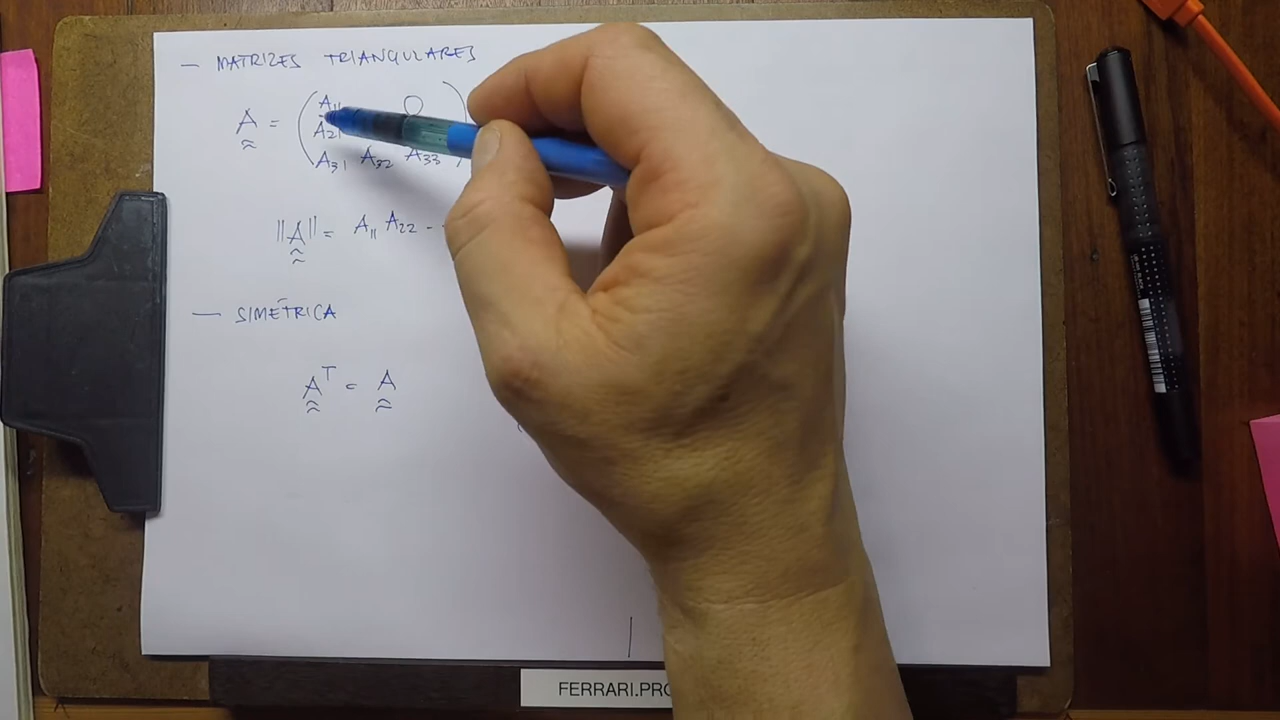 — MATRIZES TRIANGULARES
A = ( A11 0
A21
A31 A32 A33 )
||A|| = A11 A22 --
— SIMÉTRICA
A^T = A
FERRARI.PRO